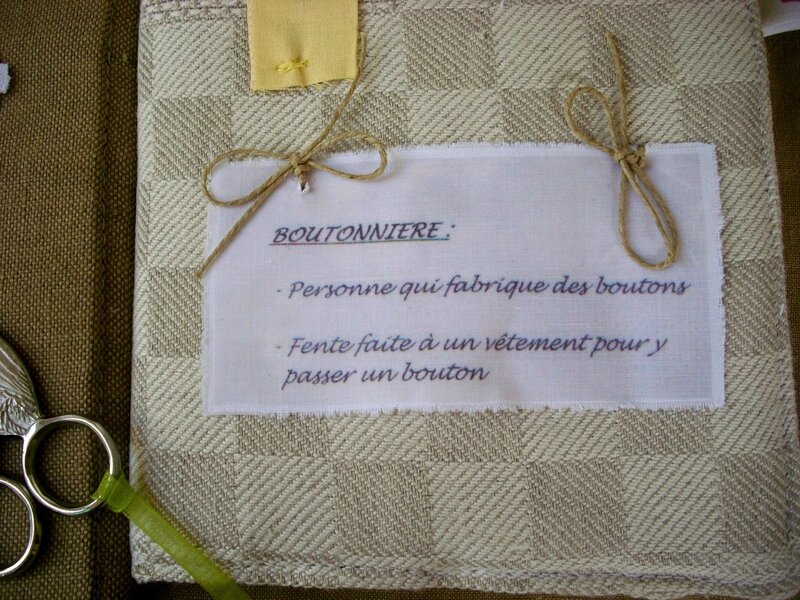 BOUTONNIERE :
- Personne qui fabrique des boutons
- Fente faite à un vêtement pour y
passer un bouton